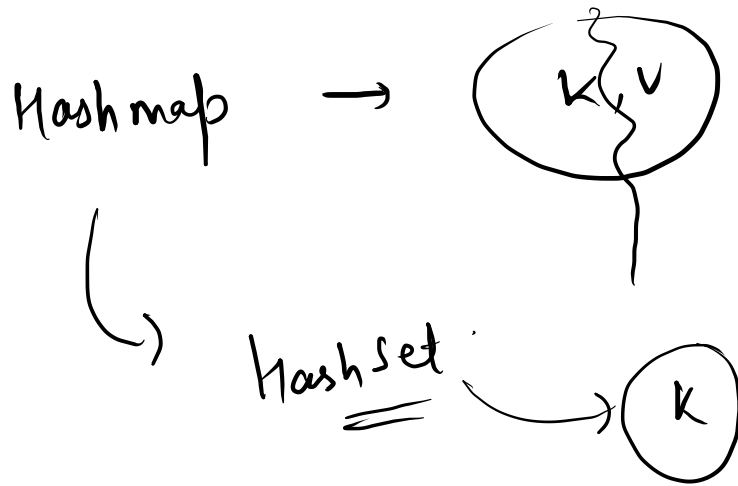 Hashmap → K, V
HashSet → K